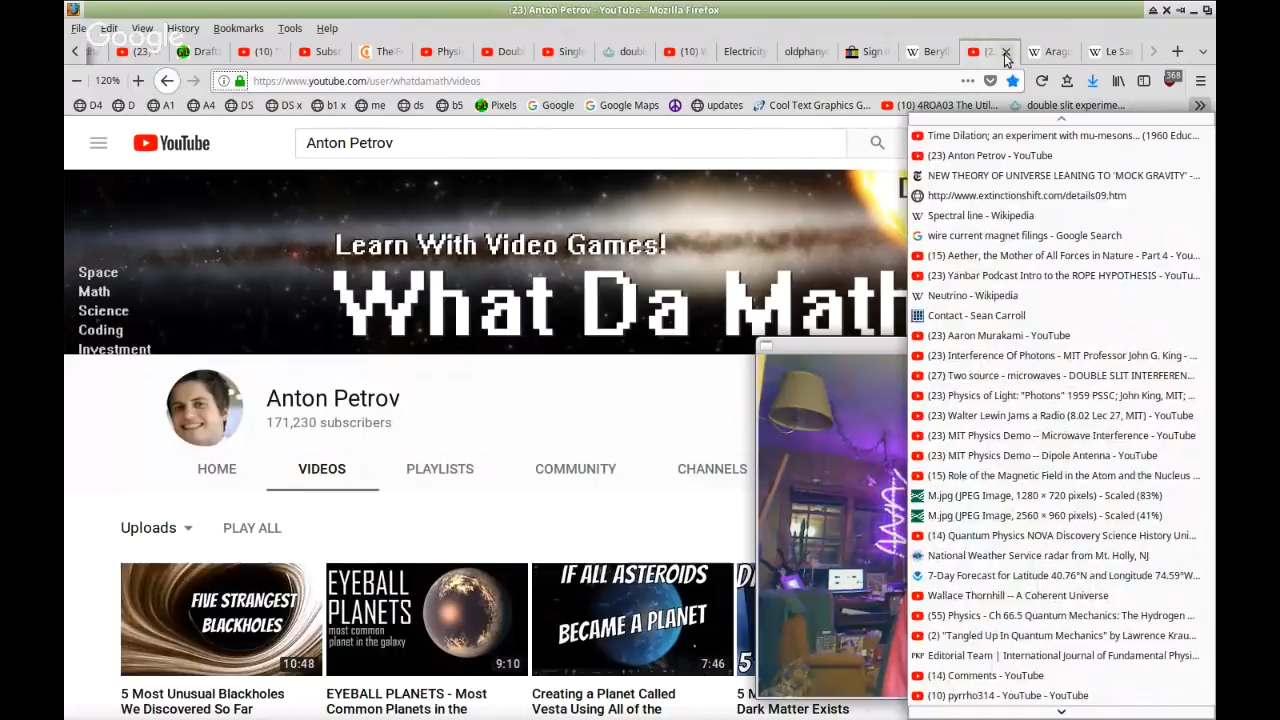 (23) Anton Petrov - YouTube - Mozilla Firefox
File Edit View History Bookmarks Tools Help
Google
(23) Draft (10) " Subsc The F Physi Doubl Single doubl (10) W Electricity oldphany Sign Beryll (2 Arago Le Sa
120% https://www.youtube.com/user/whatdamath/videos 368
D4 D A1 A4 DS DS x b1 x me ds b5 Pixels Google Google Maps updates Cool Text Graphics G... (10) 4ROA03 The Util... double slit experime...
YouTube Anton Petrov
Learn With Video Games!
What Da Math
Space
Math
Science
Coding
Investment
Anton Petrov
171,230 subscribers
HOME VIDEOS PLAYLISTS COMMUNITY CHANNELS
Uploads PLAY ALL
FIVE STRANGEST
BLACKHOLES
10:48
EYEBALL
PLANETS
most common
planet in the galaxy
9:10
IF ALL ASTEROIDS
BECAME A PLANET
7:46
5 Most Unusual Blackholes
We Discovered So Far
EYEBALL PLANETS - Most
Common Planets in the
Creating a Planet Called
Vesta Using All of the
5 M
Dark Matter Exists
Time Dilation; an experiment with mu-mesons... (1960 Educ...
(23) Anton Petrov - YouTube
NEW THEORY OF UNIVERSE LEANING TO 'MOCK GRAVITY' -...
http://www.extinctionshift.com/details09.htm
Spectral line - Wikipedia
wire current magnet filings - Google Search
(15) Aether, the Mother of All Forces in Nature - Part 4 - You...
(23) Yanbar Podcast Intro to the ROPE HYPOTHESIS - YouTu...
Neutrino - Wikipedia
Contact - Sean Carroll
(23) Aaron Murakami - YouTube
(23) Interference Of Photons - MIT Professor John G. King - ...
(27) Two source - microwaves - DOUBLE SLIT INTERFEREN...
(23) Physics of Light: "Photons" 1959 PSSC; John King, MIT; ...
(23) Walter Lewin Jams a Radio (8.02 Lec 27, MIT) - YouTube
(23) MIT Physics Demo -- Microwave Interference - YouTube
(23) MIT Physics Demo -- Dipole Antenna - YouTube
(15) Role of the Magnetic Field in the Atom and the Nucleus ...
M.jpg (JPEG Image, 1280 × 720 pixels) - Scaled (83%)
M.jpg (JPEG Image, 2560 × 960 pixels) - Scaled (41%)
(14) Quantum Physics NOVA Discovery Science History Uni...
National Weather Service radar from Mt. Holly, NJ
7-Day Forecast for Latitude 40.76°N and Longitude 74.59°W...
Wallace Thornhill -- A Coherent Universe
(55) Physics - Ch 66.5 Quantum Mechanics: The Hydrogen ...
(2) "Tangled Up In Quantum Mechanics" by Lawrence Krau...
Editorial Team | International Journal of Fundamental Physi...
(14) Comments - YouTube
(10) pyrrho314 - YouTube - YouTube